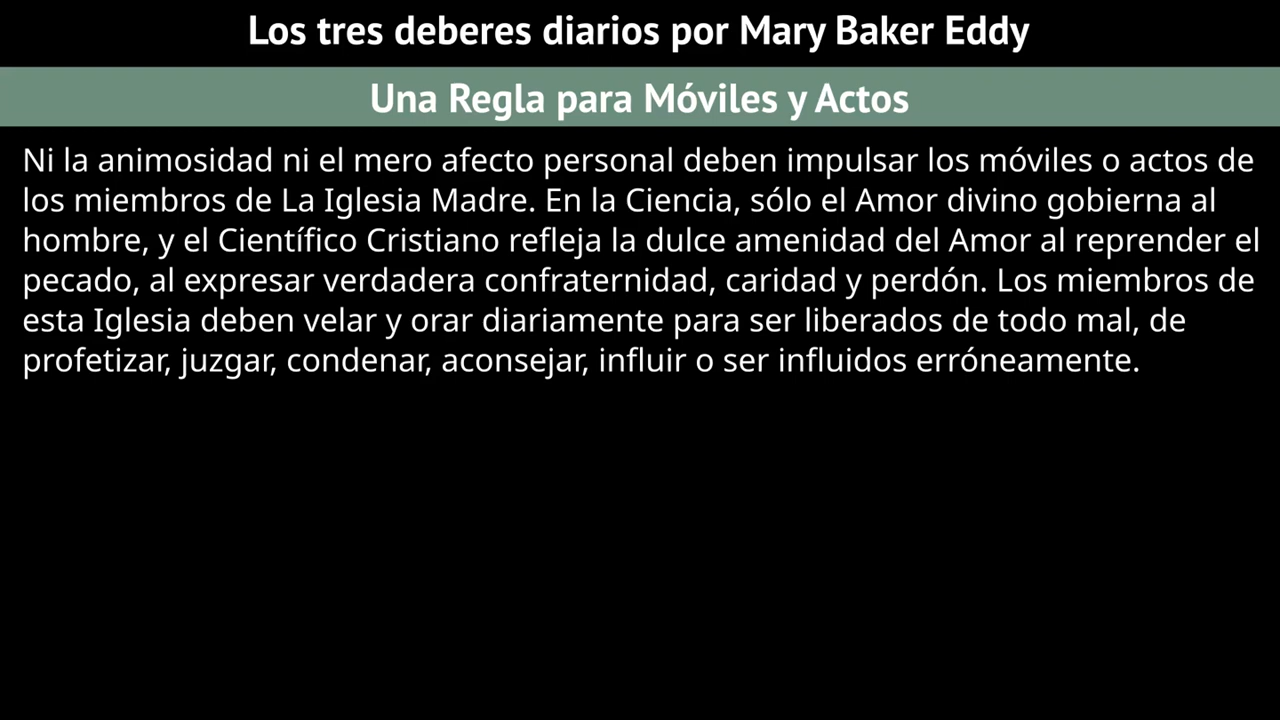 Los tres deberes diarios por Mary Baker Eddy
Una Regla para Móviles y Actos
Ni la animosidad ni el mero afecto personal deben impulsar los móviles o actos de
los miembros de La Iglesia Madre. En la Ciencia, sólo el Amor divino gobierna al
hombre, y el Científico Cristiano refleja la dulce amenidad del Amor al reprender el
pecado, al expresar verdadera confraternidad, caridad y perdón. Los miembros de
esta Iglesia deben velar y orar diariamente para ser liberados de todo mal, de
profetizar, juzgar, condenar, aconsejar, influir o ser influidos erróneamente.